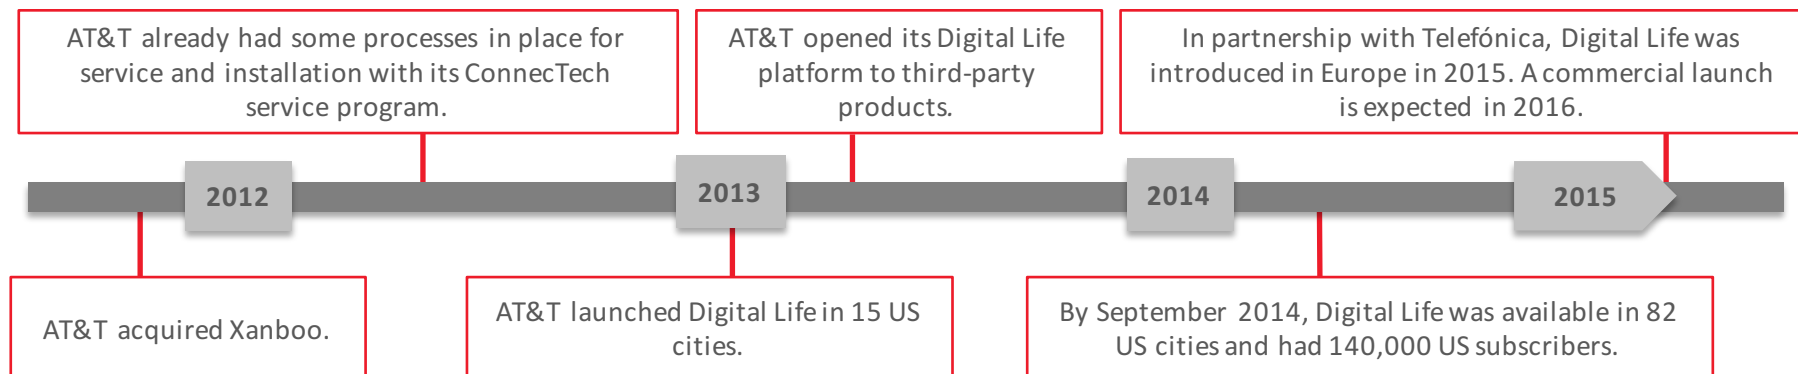 AT&T already had some processes in place for
service and installation with its ConnecTech
service program.
AT&T opened its Digital Life
platform to third-party
products.
In partnership with Telefónica, Digital Life was
introduced in Europe in 2015. A commercial launch
is expected in 2016.
2012
2013
2014
2015
AT&T acquired Xanboo.
AT&T launched Digital Life in 15 US
cities.
By September 2014, Digital Life was available in 82
US cities and had 140,000 US subscribers.